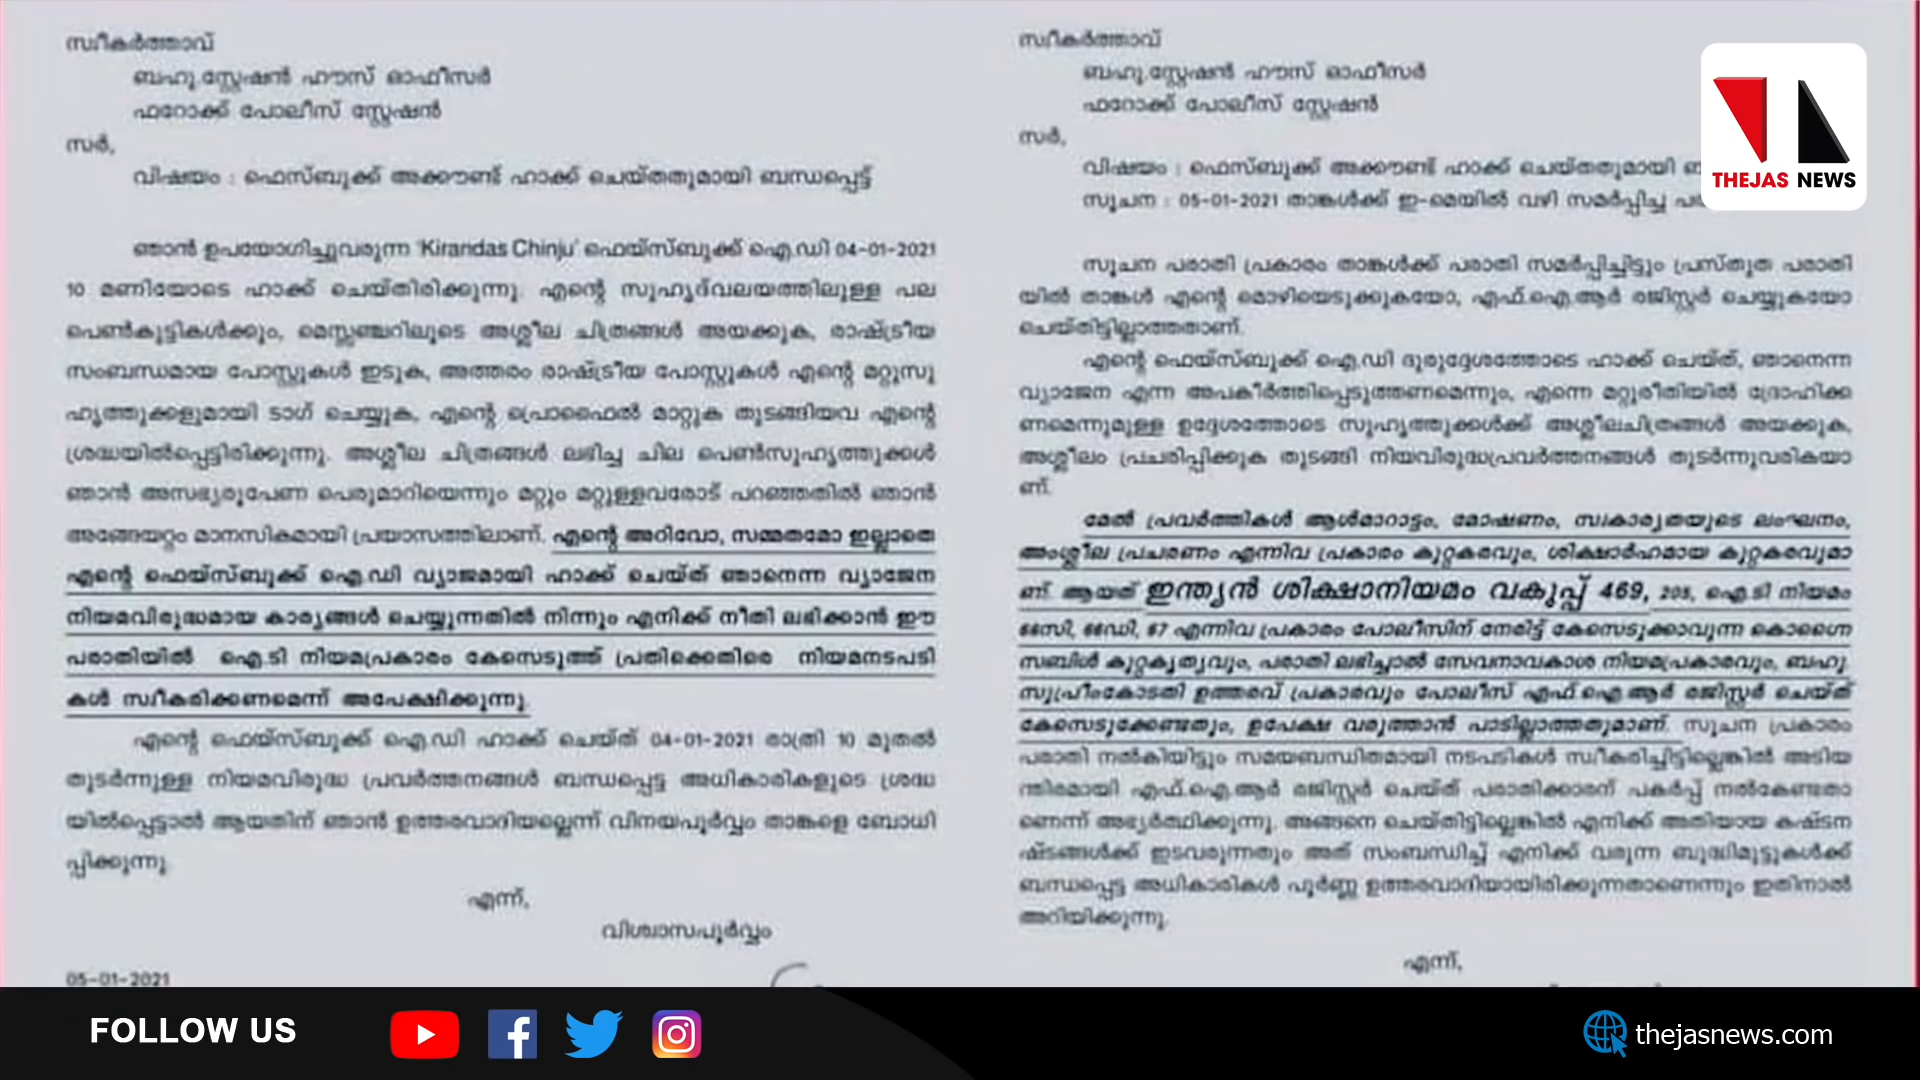 സ്വീകർത്താവ്
ബഹു.സ്റ്റേഷൻ ഹൗസ് ഓഫീസർ
ഫറോക്ക് പോലീസ് സ്റ്റേഷൻ
സർ,
വിഷയം : ഫെസ്ബുക്ക് അക്കൗണ്ട് ഹാക്ക് ചെയ്തതുമായി ബന്ധപ്പെട്ട്
ഞാൻ ഉപയോഗിച്ചുവരുന്ന 'Kirandas Chinju' ഫെയ്സ്ബുക്ക് ഐ.ഡി 04-01-2021
10 മണിയോടെ ഹാക്ക് ചെയ്തിരിക്കുന്നു. എന്റെ സുഹൃദ്‌വലയത്തിലുള്ള പല
പെൺകുട്ടികൾക്കും, മെസ്സഞ്ചറിലൂടെ അശ്ലീല ചിത്രങ്ങൾ അയക്കുക, രാഷ്ട്രീയ
സംബന്ധമായ പോസ്റ്റുകൾ ഇടുക, അത്തരം രാഷ്ട്രീയ പോസ്റ്റുകൾ എന്റെ മറ്റുസു
ഹൃത്തുക്കളുമായി ടാഗ് ചെയ്യുക, എന്റെ പ്രൊഫൈൽ മാറ്റുക തുടങ്ങിയവ എന്റെ
ശ്രദ്ധയിൽപ്പെട്ടിരിക്കുന്നു. അശ്ലീല ചിത്രങ്ങൾ ലഭിച്ച ചില പെൺസുഹൃത്തുക്കൾ
ഞാൻ അസഭ്യരൂപേണ പെരുമാറിയെന്നും മറ്റും മറ്റുള്ളവരോട് പറഞ്ഞതിൽ ഞാൻ
അങ്ങേയറ്റം മാനസികമായി പ്രയാസത്തിലാണ്. എന്റെ അറിവോ, സമ്മതമോ ഇല്ലാതെ
എന്റെ ഫെയ്സ്ബുക്ക് ഐ.ഡി വ്യാജമായി ഹാക്ക് ചെയ്ത് ഞാനെന്ന വ്യാജേന
നിയമവിരുദ്ധമായ കാര്യങ്ങൾ ചെയ്യുന്നതിൽ നിന്നും എനിക്ക് നീതി ലഭിക്കാൻ ഈ
പരാതിയിൽ ഐ.ടി നിയമപ്രകാരം കേസെടുത്ത് പ്രതിക്കെതിരെ നിയമനടപടി
കൾ സ്വീകരിക്കണമെന്ന് അപേക്ഷിക്കുന്നു.
എന്റെ ഫെയ്സ്ബുക്ക് ഐ.ഡി ഹാക്ക് ചെയ്ത് 04-01-2021 രാത്രി 10 മുതൽ
തുടർന്നുള്ള നിയമവിരുദ്ധ പ്രവർത്തനങ്ങൾ ബന്ധപ്പെട്ട അധികാരികളുടെ ശ്രദ്ധ
യിൽപ്പെട്ടാൽ ആയതിന് ഞാൻ ഉത്തരവാദിയല്ലെന്ന് വിനയപൂർവ്വം താങ്കളെ ബോധി
പ്പിക്കുന്നു.
എന്ന്,
വിശ്വാസപൂർവ്വം
05-01-2021
സ്വീകർത്താവ്
ബഹു.സ്റ്റേഷൻ ഹൗസ് ഓഫീസർ
ഫറോക്ക് പോലീസ് സ്റ്റേഷൻ
സർ,
വിഷയം : ഫെസ്ബുക്ക് അക്കൗണ്ട് ഹാക്ക് ചെയ്തതുമായി
സൂചന : 05-01-2021 താങ്കൾക്ക് ഇ-മെയിൽ വഴി സമർപ്പിച്ച
സൂചന പരാതി പ്രകാരം താങ്കൾക്ക് പരാതി സമർപ്പിച്ചിട്ടും പ്രസ്തുത പരാതി
യിൽ താങ്കൾ എന്റെ മൊഴിയെടുക്കുകയോ, എഫ്.ഐ.ആർ രജിസ്റ്റർ ചെയ്യുകയോ
ചെയ്തിട്ടില്ലാത്തതാണ്.
എന്റെ ഫെയ്സ്ബുക്ക് ഐ.ഡി ദുരുദ്ദേശത്തോടെ ഹാക്ക് ചെയ്ത്, ഞാനെന്ന
വ്യാജേന എന്ന അപകീർത്തിപ്പെടുത്തണമെന്നും, എന്നെ മറ്റുരീതിയിൽ ദ്രോഹിക്ക
ണമെന്നുമുള്ള ഉദ്ദേശത്തോടെ സുഹൃത്തുക്കൾക്ക് അശ്ലീലചിത്രങ്ങൾ അയക്കുക,
അശ്ലീലം പ്രചരിപ്പിക്കുക തുടങ്ങി നിയവിരുദ്ധപ്രവർത്തനങ്ങൾ തുടർന്നുവരികയാ
ണ്.
മേൽ പ്രവർത്തികൾ ആൾമാറാട്ടം, മോഷണം, സ്വകാര്യതയുടെ ലംഘനം,
അംശ്ലീല പ്രചരണം എന്നിവ പ്രകാരം കുറ്റകരവും, ശിക്ഷാർഹമായ കുറ്റകരവുമാ
ണ്. ആയത് ഇന്ത്യൻ ശിക്ഷാനിയമം വകുപ്പ് 469, 205, ഐ.ടി നിയമം
66സി, 66ഡി, 67 എന്നിവ പ്രകാരം പോലീസിന് നേരിട്ട് കേസെടുക്കാവുന്ന കൊഗ്നൈ
സബിൾ കുറ്റകൃത്യവും, പരാതി ലഭിച്ചാൽ സേവനാവകാശ നിയമപ്രകാരവും, ബഹു.
സുപ്രീംകോടതി ഉത്തരവ് പ്രകാരവും പോലീസ് എഫ്.ഐ.ആർ രജിസ്റ്റർ ചെയ്ത്
കേസെടുക്കേണ്ടതും, ഉപേക്ഷ വരുത്താൻ പാടില്ലാത്തതുമാണ്. സൂചന പ്രകാരം
പരാതി നൽകിയിട്ടും സമയബന്ധിതമായി നടപടികൾ സ്വീകരിച്ചിട്ടില്ലെങ്കിൽ അടിയ
ന്തിരമായി എഫ്.ഐ.ആർ രജിസ്റ്റർ ചെയ്ത് പരാതിക്കാരന് പകർപ്പ് നൽകേണ്ടതാ
ണെന്ന് അഭ്യർത്ഥിക്കുന്നു. അങ്ങനെ ചെയ്തിട്ടില്ലെങ്കിൽ എനിക്ക് അതിയായ കഷ്ടന
ഷ്ടങ്ങൾക്ക് ഇടവരുന്നതും അത് സംബന്ധിച്ച് എനിക്ക് വരുന്ന ബുദ്ധിമുട്ടുകൾക്ക്
ബന്ധപ്പെട്ട അധികാരികൾ പൂർണ്ണ ഉത്തരവാദിയായിരിക്കുന്നതാണെന്നും ഇതിനാൽ
അറിയിക്കുന്നു.
എന്ന്,
THEJAS NEWS
FOLLOW US
thejasnews.com